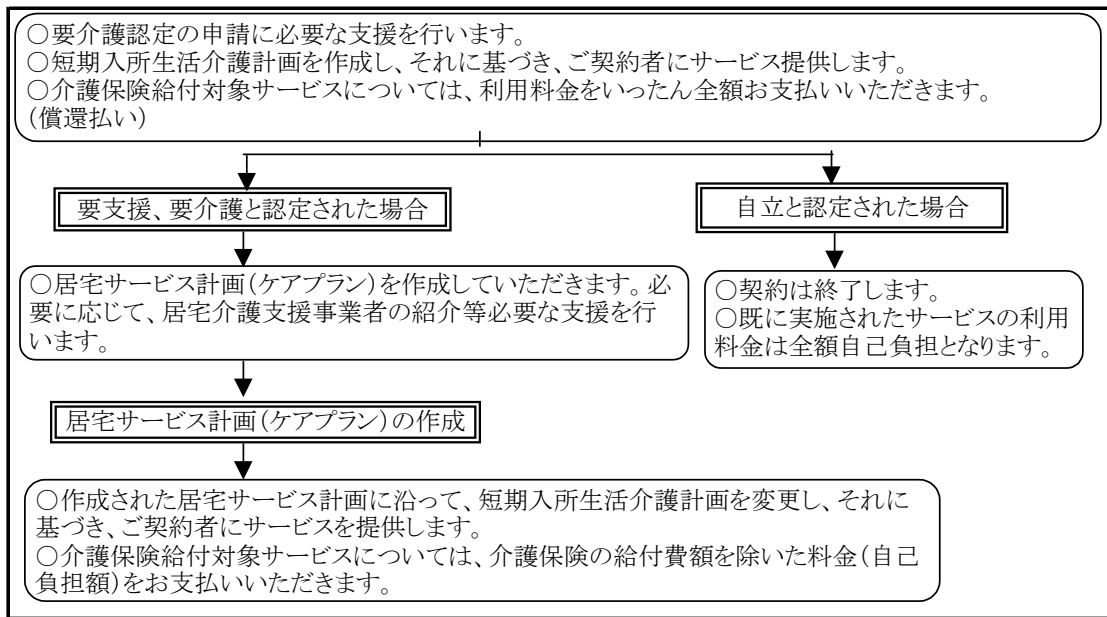 ○要介護認定の申請に必要な支援を行います。
○短期入所生活介護計画を作成し、それに基づき、ご契約者にサービス提供します。
○介護保険給付対象サービスについては、利用料金をいったん全額お支払いいただきます。
(償還払い)
要支援、要介護と認定された場合
自立と認定された場合
○居宅サービス計画(ケアプラン)を作成していただきます。必
要に応じて、居宅介護支援事業者の紹介等必要な支援を行
います。
○契約は終了します。
○既に実施されたサービスの利用
料金は全額自己負担となります。
居宅サービス計画(ケアプラン)の作成
○作成された居宅サービス計画に沿って、短期入所生活介護計画を変更し、それに
基づき、ご契約者にサービスを提供します。
○介護保険給付対象サービスについては、介護保険の給付費額を除いた料金(自己
負担額)をお支払いいただきます。